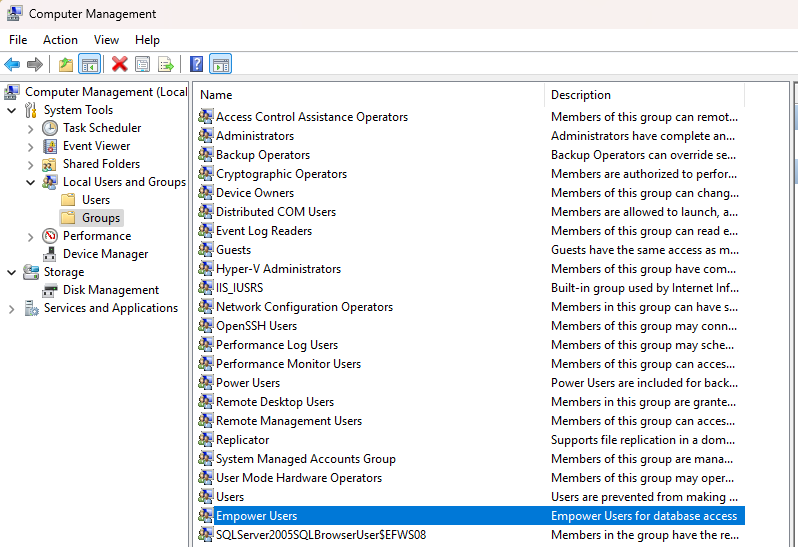 Computer Management
File Action View Help
Computer Management (Local
System Tools
Task Scheduler
Event Viewer
Shared Folders
Local Users and Groups
Users
Groups
Performance
Device Manager
Storage
Disk Management
Services and Applications
Name Description
Access Control Assistance Operators Members of this group can remot...
Administrators Administrators have complete an...
Backup Operators Backup Operators can override se...
Cryptographic Operators Members are authorized to perfor...
Device Owners Members of this group can chang...
Distributed COM Users Members are allowed to launch, a...
Event Log Readers Members of this group can read e...
Guests Guests have the same access as m...
Hyper-V Administrators Members of this group have com...
IIS_IUSRS Built-in group used by Internet Inf...
Network Configuration Operators Members in this group can have s...
OpenSSH Users Members of this group may conn...
Performance Log Users Members of this group may sche...
Performance Monitor Users Members of this group can acces...
Power Users Power Users are included for back...
Remote Desktop Users Members in this group are grante...
Remote Management Users Members of this group can acces...
Replicator Supports file replication in a dom...
System Managed Accounts Group Members of this group are mana...
User Mode Hardware Operators Members of this group may oper...
Users Users are prevented from making ...
Empower Users Empower Users for database access
SQLServer2005SQLBrowserUser$EFWS08 Members in the group have the re...